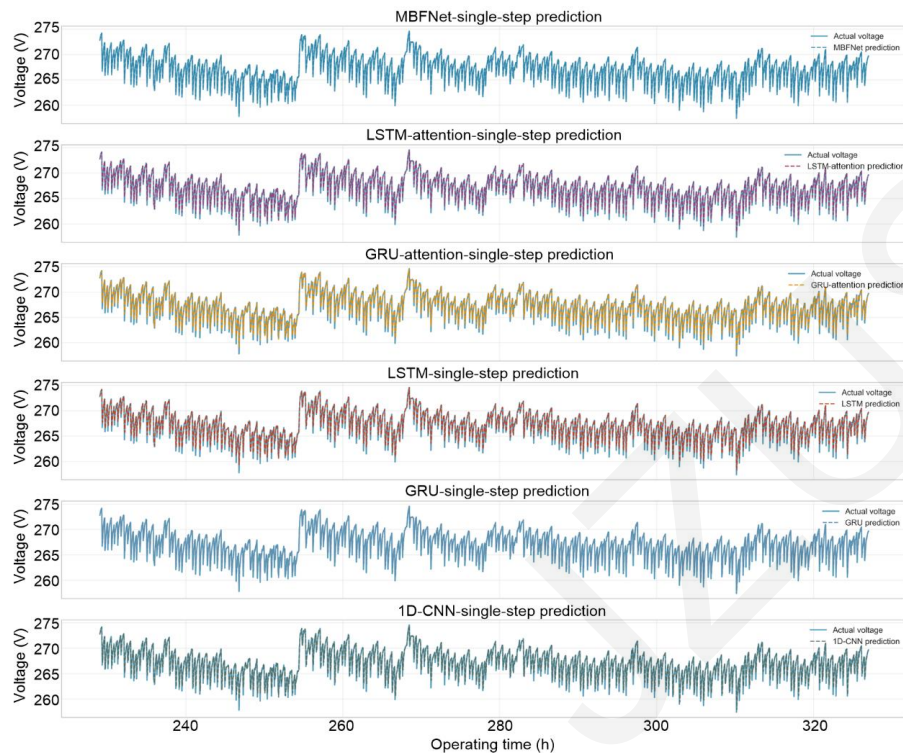 MBFNet-single-step prediction
275
270
265
260
Voltage (V)
Actual voltage
MBFNet prediction
LSTM-attention-single-step prediction
275
270
265
260
Voltage (V)
Actual voltage
LSTM-attention prediction
GRU-attention-single-step prediction
275
270
265
260
Voltage (V)
Actual voltage
GRU-attention prediction
LSTM-single-step prediction
275
270
265
260
Voltage (V)
Actual voltage
LSTM prediction
GRU-single-step prediction
275
270
265
260
Voltage (V)
Actual voltage
GRU prediction
1D-CNN-single-step prediction
275
270
265
260
Voltage (V)
Actual voltage
1D-CNN prediction
240 260 280 300 320
Operating time (h)
JZUS